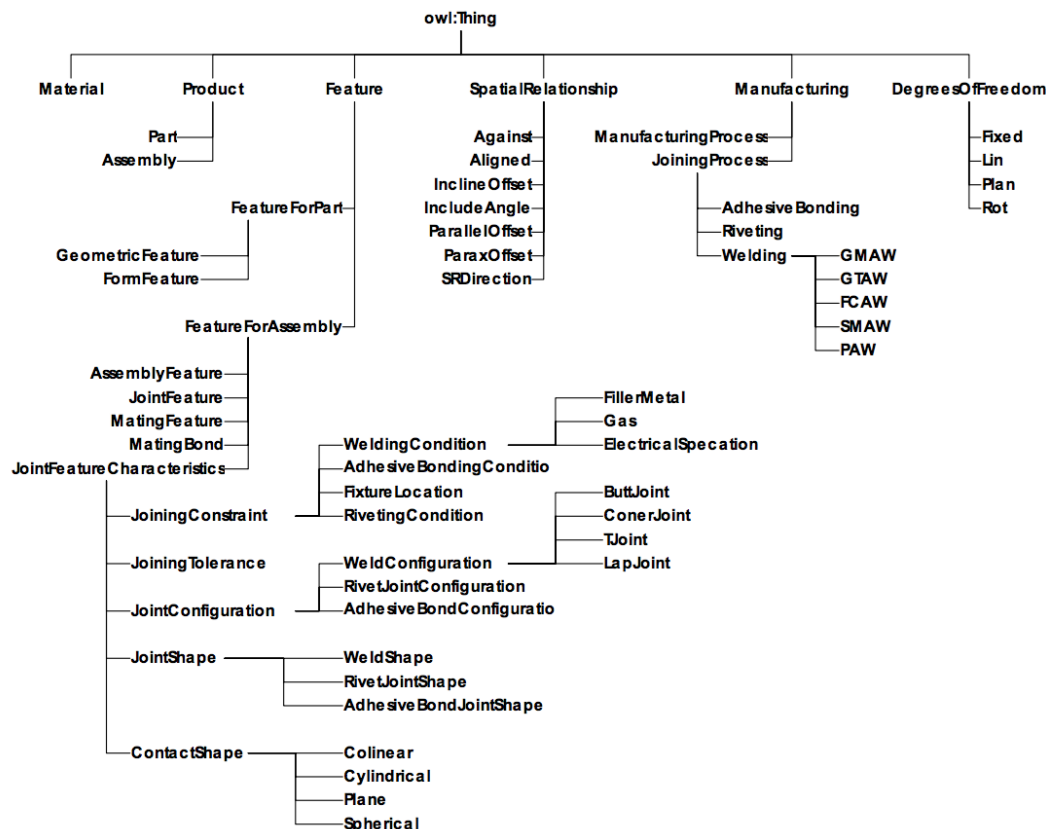 owl:Thing
Material
Product
Feature
SpatialRelationship
Manufacturing
DegreesOfFreedom
Part
Assembly
FeatureForPart
GeometricFeature
FormFeature
FeatureForAssembly
AssemblyFeature
JointFeature
MatingFeature
MatingBond
JointFeatureCharacteristics
Against
Aligned
InclineOffset
IncludeAngle
ParallelOffset
ParaxOffset
SRDirection
ManufacturingProcess
JoiningProcess
AdhesiveBonding
Riveting
Welding
GMAW
GTAW
FCAW
SMAW
PAW
Fixed
Lin
Plan
Rot
JoiningConstraint
WeldingCondition
AdhesiveBondingConditio
FixtureLocation
RivetingCondition
FillerMetal
Gas
ElectricalSpecation
JoiningTolerance
JointConfiguration
WeldConfiguration
RivetJointConfiguration
AdhesiveBondConfiguratio
ButtJoint
ConerJoint
TJoint
LapJoint
JointShape
WeldShape
RivetJointShape
AdhesiveBondJointShape
ContactShape
Colinear
Cylindrical
Plane
Spherical